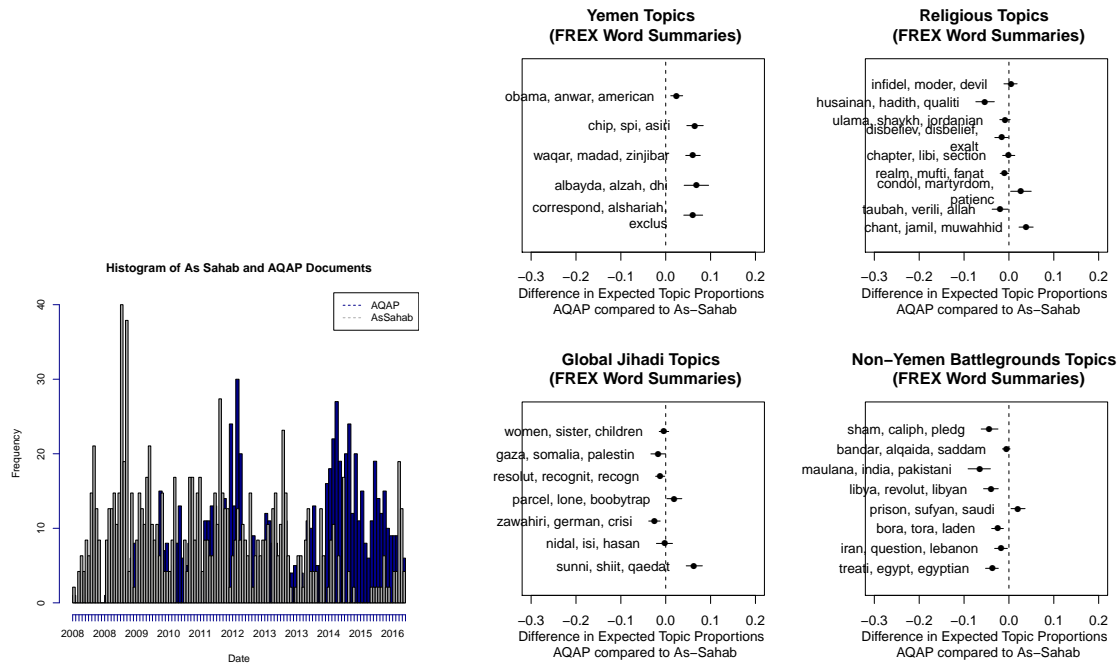 Histogram of As Sahab and AQAP Documents
AQAP
AsSahab
Frequency
40
30
20
10
0
2008 2008 2009 2010 2011 2012 2013 2013 2014 2015 2016
Date
Yemen Topics
(FREX Word Summaries)
obama, anwar, american
chip, spi, asiri
waqar, madad, zinjibar
albayda, alzah, dhi
correspond, alshariah,
exclus
−0.3 −0.2 −0.1 0.0 0.1 0.2
Difference in Expected Topic Proportions
AQAP compared to As−Sahab
Religious Topics
(FREX Word Summaries)
infidel, moder, devil
husainan, hadith, qualiti
ulama, shaykh, jordanian
disbeliev, disbelief,
exalt
chapter, libi, section
realm, mufti, fanat
condol, martyrdom,
patienc
taubah, verili, allah
chant, jamil, muwahhid
−0.3 −0.2 −0.1 0.0 0.1 0.2
Difference in Expected Topic Proportions
AQAP compared to As−Sahab
Global Jihadi Topics
(FREX Word Summaries)
women, sister, children
gaza, somalia, palestin
resolut, recognit, recogn
parcel, lone, boobytrap
zawahiri, german, crisi
nidal, isi, hasan
sunni, shiit, qaedat
−0.3 −0.2 −0.1 0.0 0.1 0.2
Difference in Expected Topic Proportions
AQAP compared to As−Sahab
Non−Yemen Battlegrounds Topics
(FREX Word Summaries)
sham, caliph, pledg
bandar, alqaida, saddam
maulana, india, pakistani
libya, revolut, libyan
prison, sufyan, saudi
bora, tora, laden
iran, question, lebanon
treati, egypt, egyptian
−0.3 −0.2 −0.1 0.0 0.1 0.2
Difference in Expected Topic Proportions
AQAP compared to As−Sahab